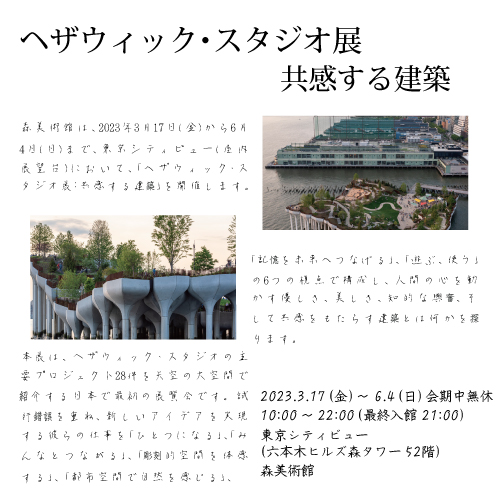 ヘザウィック・スタジオ展
共感する建築
森美術館は、2023年3月17日(金)から6月
4日(日)まで、東京シティビュー(屋内
展望台)において、「ヘザウィック・ス
タジオ展:共感する建築」を開催します。
「記憶を未来へつなげる」、「遊ぶ、使う」
の6つの視点で構成し、人間の心を動
かす優しさ、美しさ、知的な興奮、そ
して共感をもたらす建築とは何かを探
ります。
本展は、ヘザウィック・スタジオの主
要プロジェクト28件を天空の大空間で
紹介する日本で最初の展覧会です。試
行錯誤を重ね、新しいアイデアを実現
する彼らの仕事を「ひとつになる」、「み
んなとつながる」、「彫刻的空間を体感
する」、「都市空間で自然を感じる」、
2023.3.17 (金) ~ 6.4 (日) 会期中無休
10:00 ~ 22:00 (最終入館 21:00)
東京シティビュー
(六本木ヒルズ森タワー 52階)
森美術館